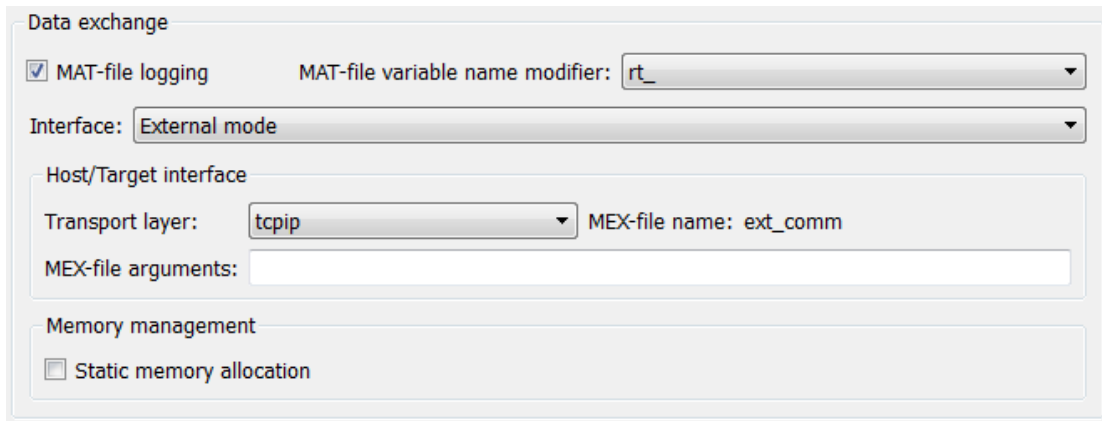 Data exchange
MAT-file logging MAT-file variable name modifier: rt_
Interface: External mode
Host/Target interface
Transport layer: tcpip MEX-file name: ext_comm
MEX-file arguments:
Memory management
Static memory allocation